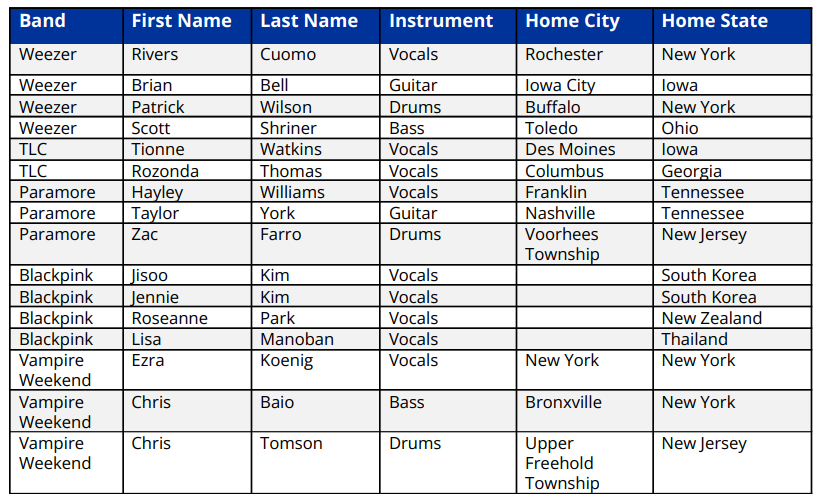 Band First Name Last Name Instrument Home City Home State
Weezer Rivers Cuomo Vocals Rochester New York
Weezer Brian Bell Guitar Iowa City Iowa
Weezer Patrick Wilson Drums Buffalo New York
Weezer Scott Shriner Bass Toledo Ohio
TLC Tionne Watkins Vocals Des Moines Iowa
TLC Rozonda Thomas Vocals Columbus Georgia
Paramore Hayley Williams Vocals Franklin Tennessee
Paramore Taylor York Guitar Nashville Tennessee
Paramore Zac Farro Drums Voorhees New Jersey
Township
Blackpink Jisoo Kim Vocals South Korea
Blackpink Jennie Kim Vocals South Korea
Blackpink Roseanne Park Vocals New Zealand
Blackpink Lisa Manoban Vocals Thailand
Vampire Ezra Koenig Vocals New York New York
Weekend
Vampire Chris Baio Bass Bronxville New York
Weekend
Vampire Chris Tomson Drums Upper New Jersey
Weekend Freehold
Township